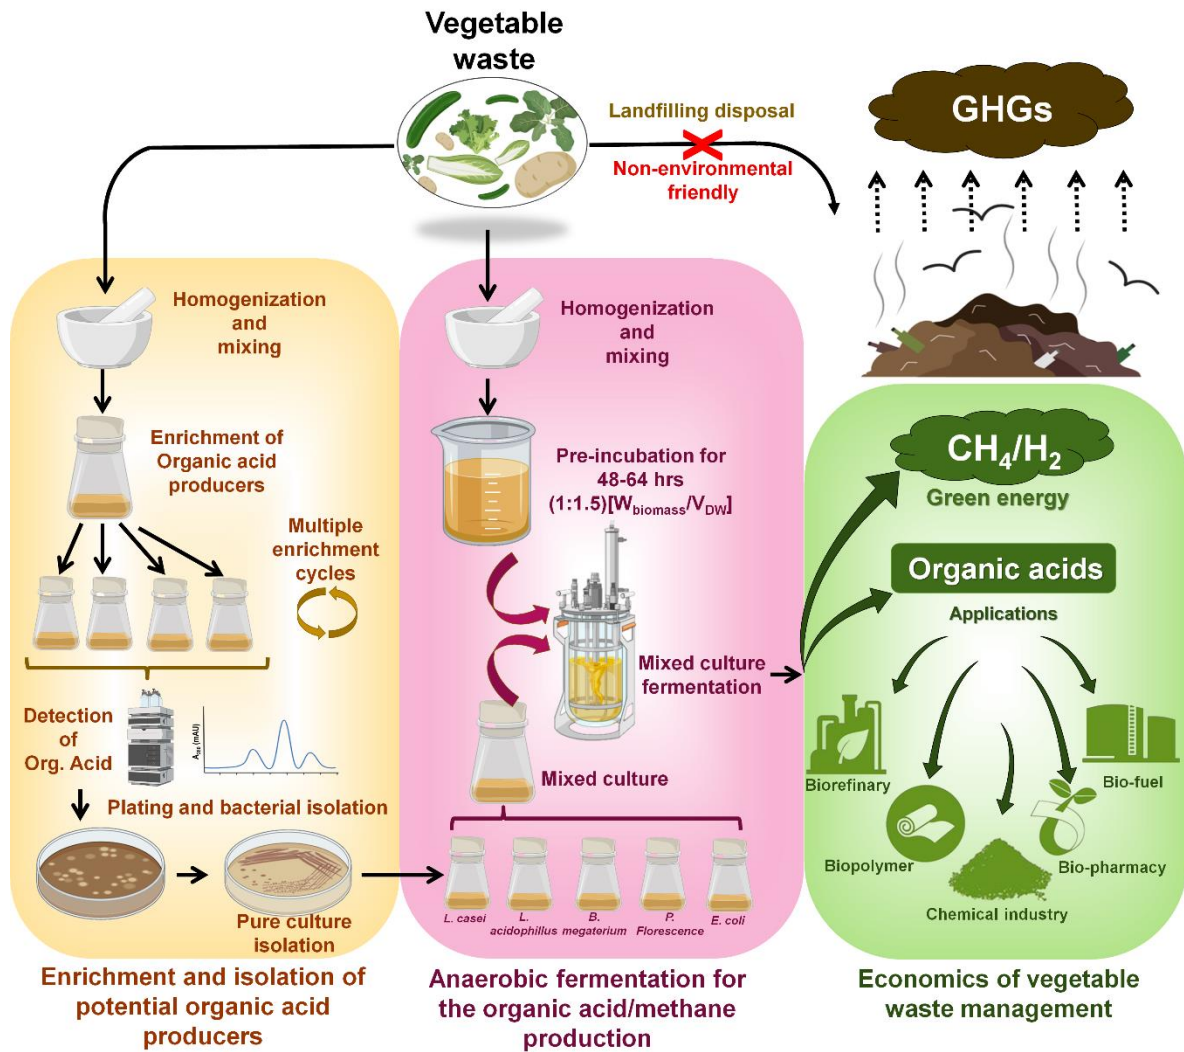 Vegetable
waste
Landfilling disposal
Non-environmental
friendly
GHGs
Homogenization
and
mixing
Enrichment of
Organic acid
producers
Multiple
enrichment
cycles
Detection
of
Org. Acid
(mAU)
Plating and bacterial isolation
Pure culture
isolation
Enrichment and isolation of
potential organic acid
producers
Homogenization
and
mixing
Pre-incubation for
48-64 hrs
(1:1.5)[W_biomass/V_DW]
Mixed culture
fermentation
Mixed culture
L. casei
L.
acidophillus
B.
megaterium
P.
Florescence
E. coli
Anaerobic fermentation for
the organic acid/methane
production
CH₄/H₂
Green energy
Organic acids
Applications
Biorefinary
Biopolymer
Chemical industry
Bio-pharmacy
Bio-fuel
Economics of vegetable
waste management